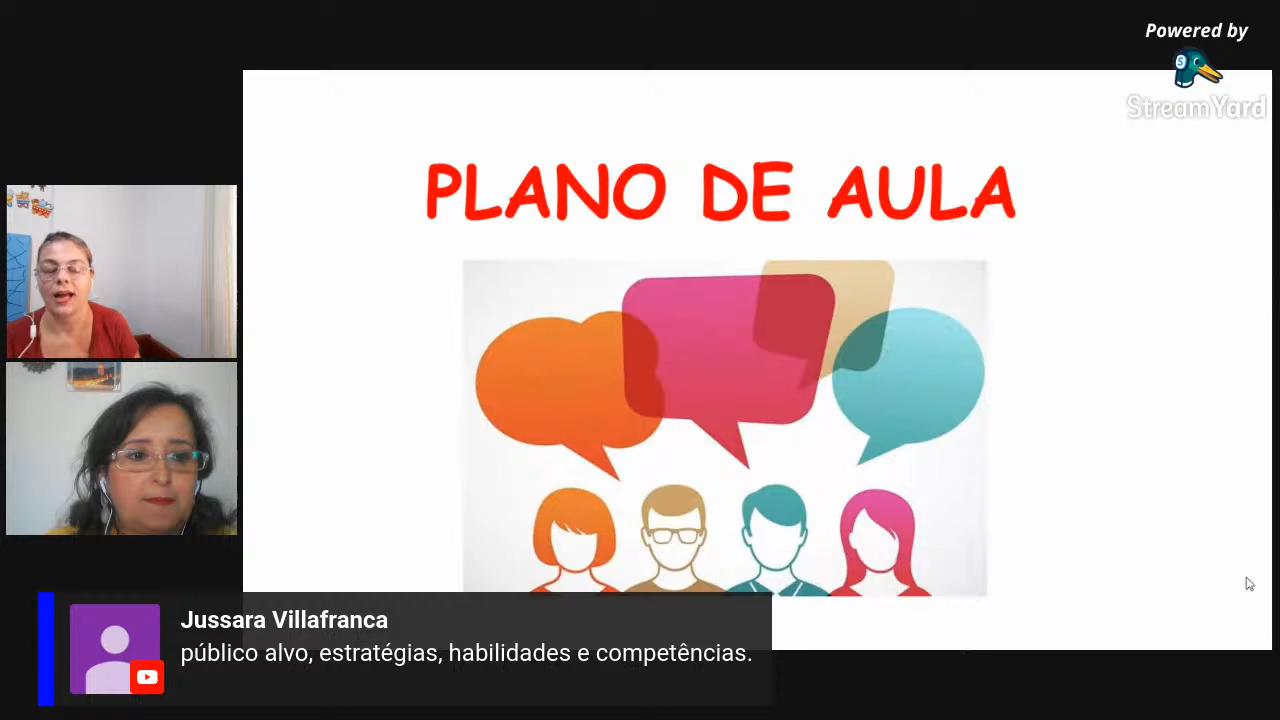 Powered by
StreamYard
PLANO DE AULA
Jussara Villafranca
público alvo, estratégias, habilidades e competências.